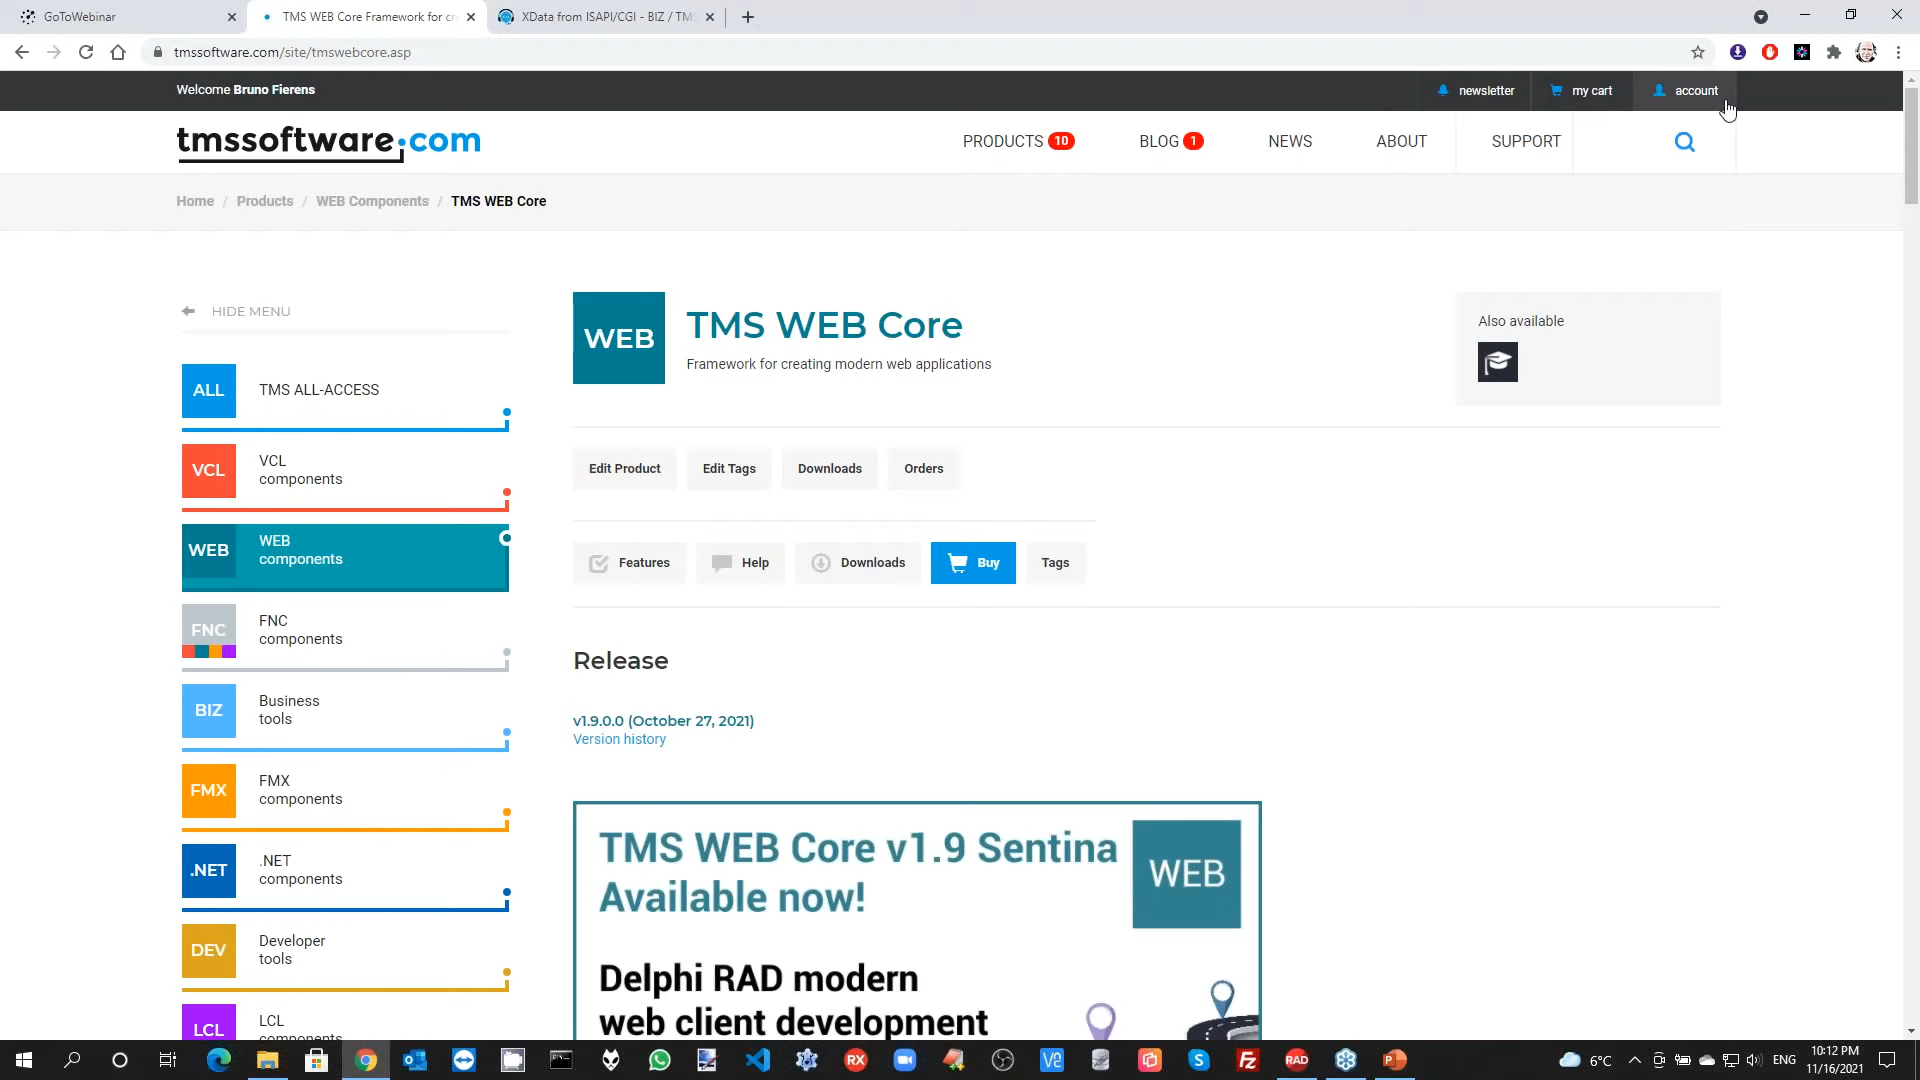 GoToWebinar
TMS WEB Core Framework for cr
XData from ISAPI/CGI - BIZ / TMS
tmssoftware.com/site/tmswebcore.asp
Welcome Bruno Fierens
newsletter
my cart
account
tmssoftware.com
PRODUCTS 10
BLOG 1
NEWS
ABOUT
SUPPORT
Home / Products / WEB Components / TMS WEB Core
HIDE MENU
ALL
TMS ALL-ACCESS
VCL
VCL
components
WEB
WEB
components
FNC
FNC
components
BIZ
Business
tools
FMX
FMX
components
.NET
.NET
components
DEV
Developer
tools
LCL
LCL
components
WEB
TMS WEB Core
Framework for creating modern web applications
Also available
Edit Product
Edit Tags
Downloads
Orders
Features
Help
Downloads
Buy
Tags
Release
v1.9.0.0 (October 27, 2021)
Version history
TMS WEB Core v1.9 Sentina
Available now!
WEB
Delphi RAD modern
web client development
RX
RAD
6°C
ENG
10:12 PM
11/16/2021